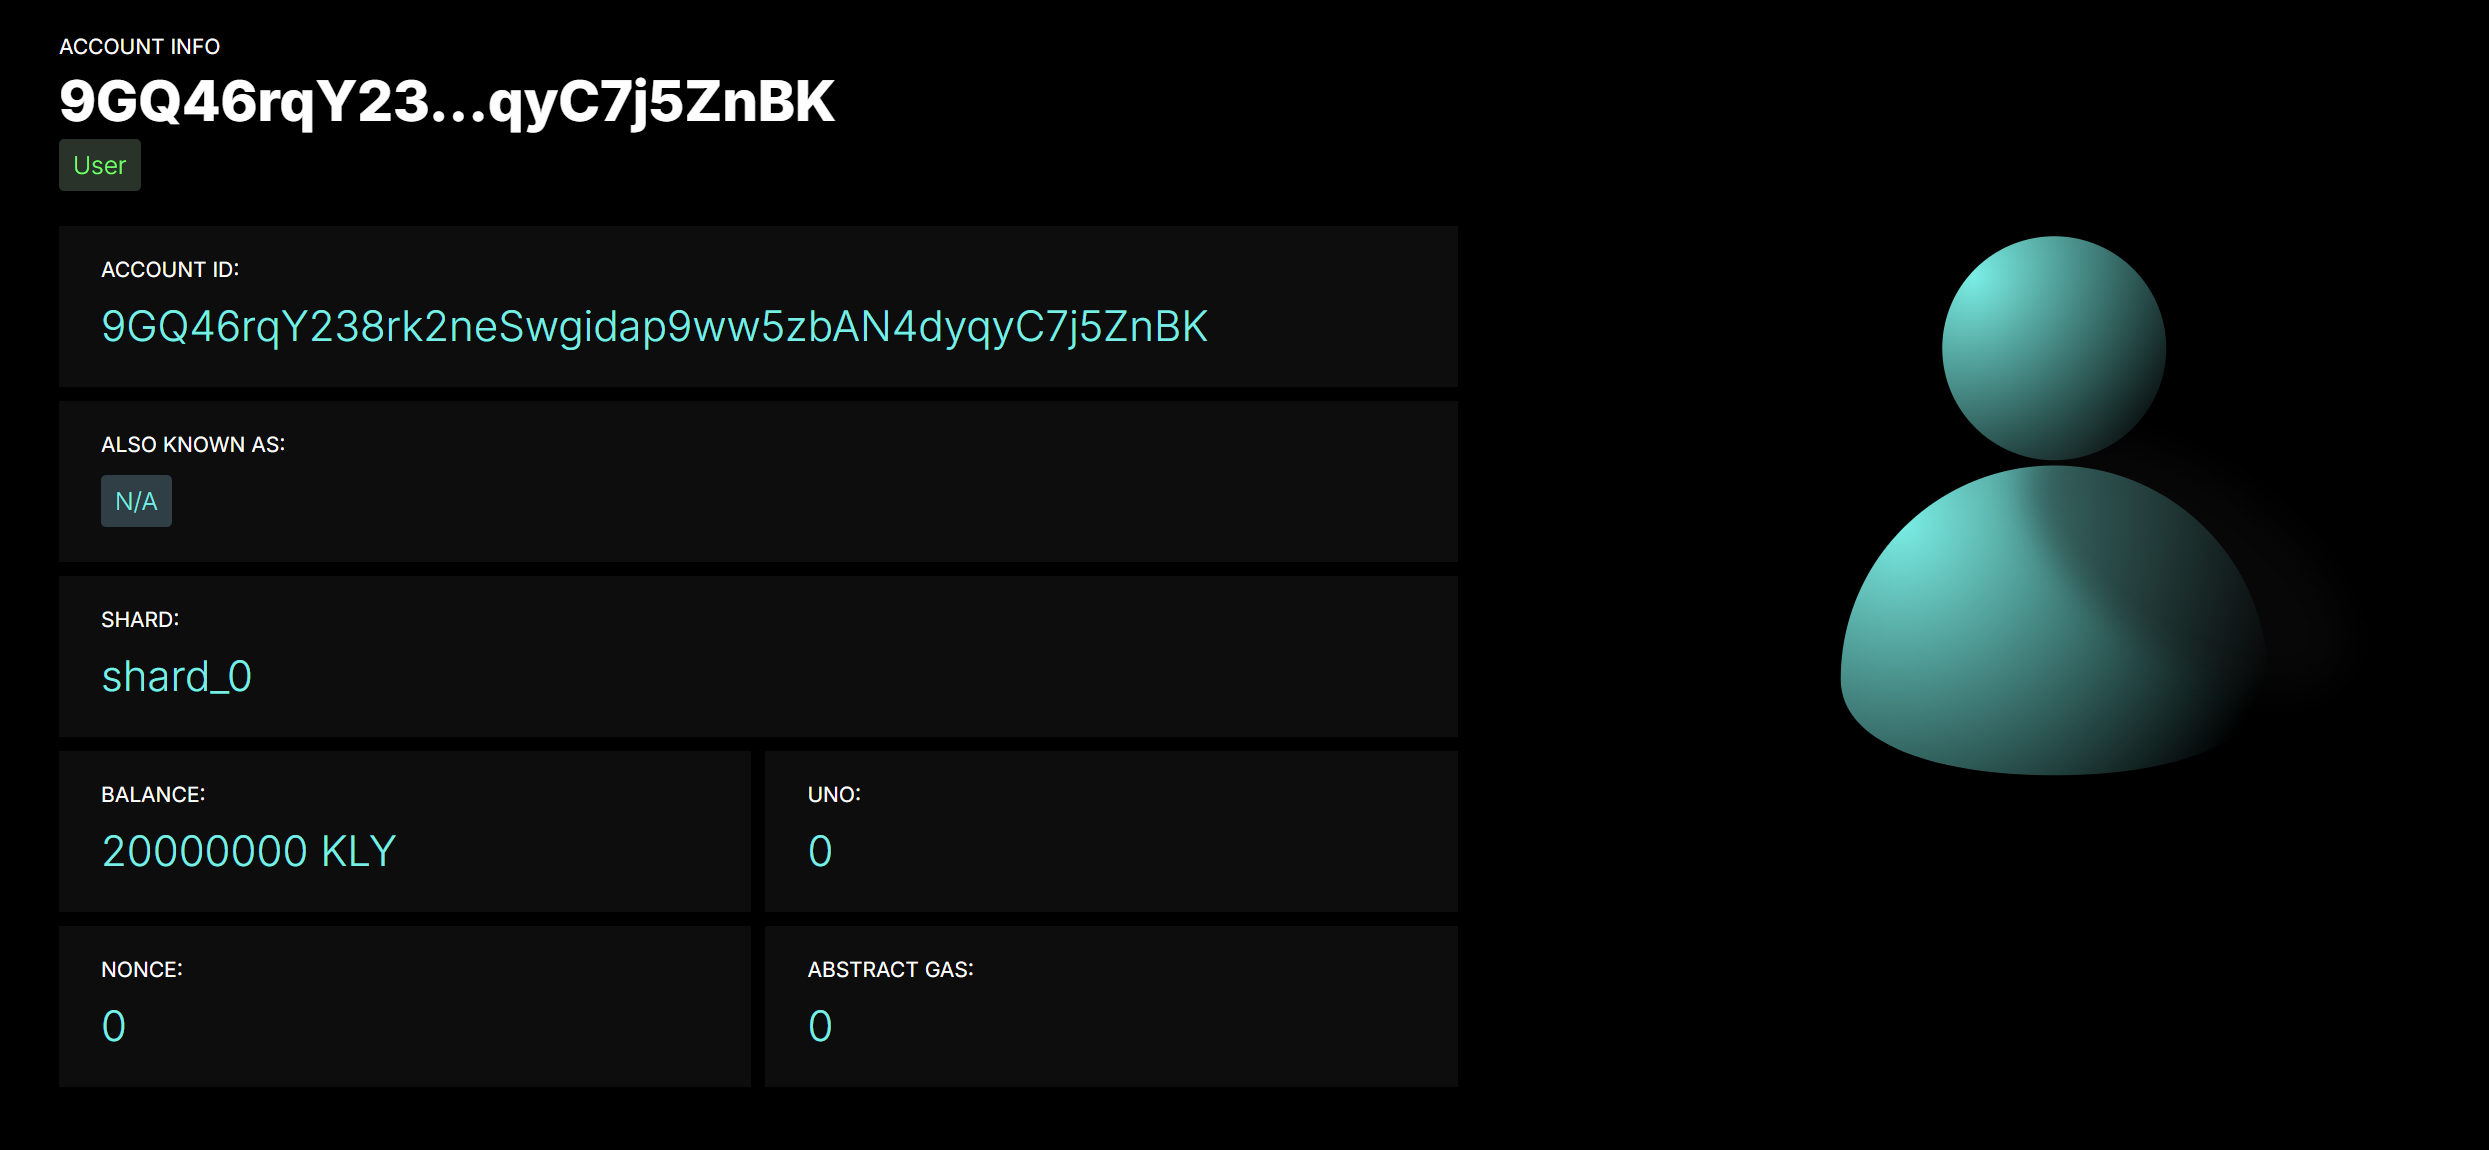 ACCOUNT INFO
9GQ46rqY23...qyC7j5ZnBK
User
ACCOUNT ID:
9GQ46rqY238rk2neSwgidap9ww5zbAN4dyqyC7j5ZnBK
ALSO KNOWN AS:
N/A
SHARD:
shard_0
BALANCE:
20000000 KLY
UNO:
0
NONCE:
0
ABSTRACT GAS:
0